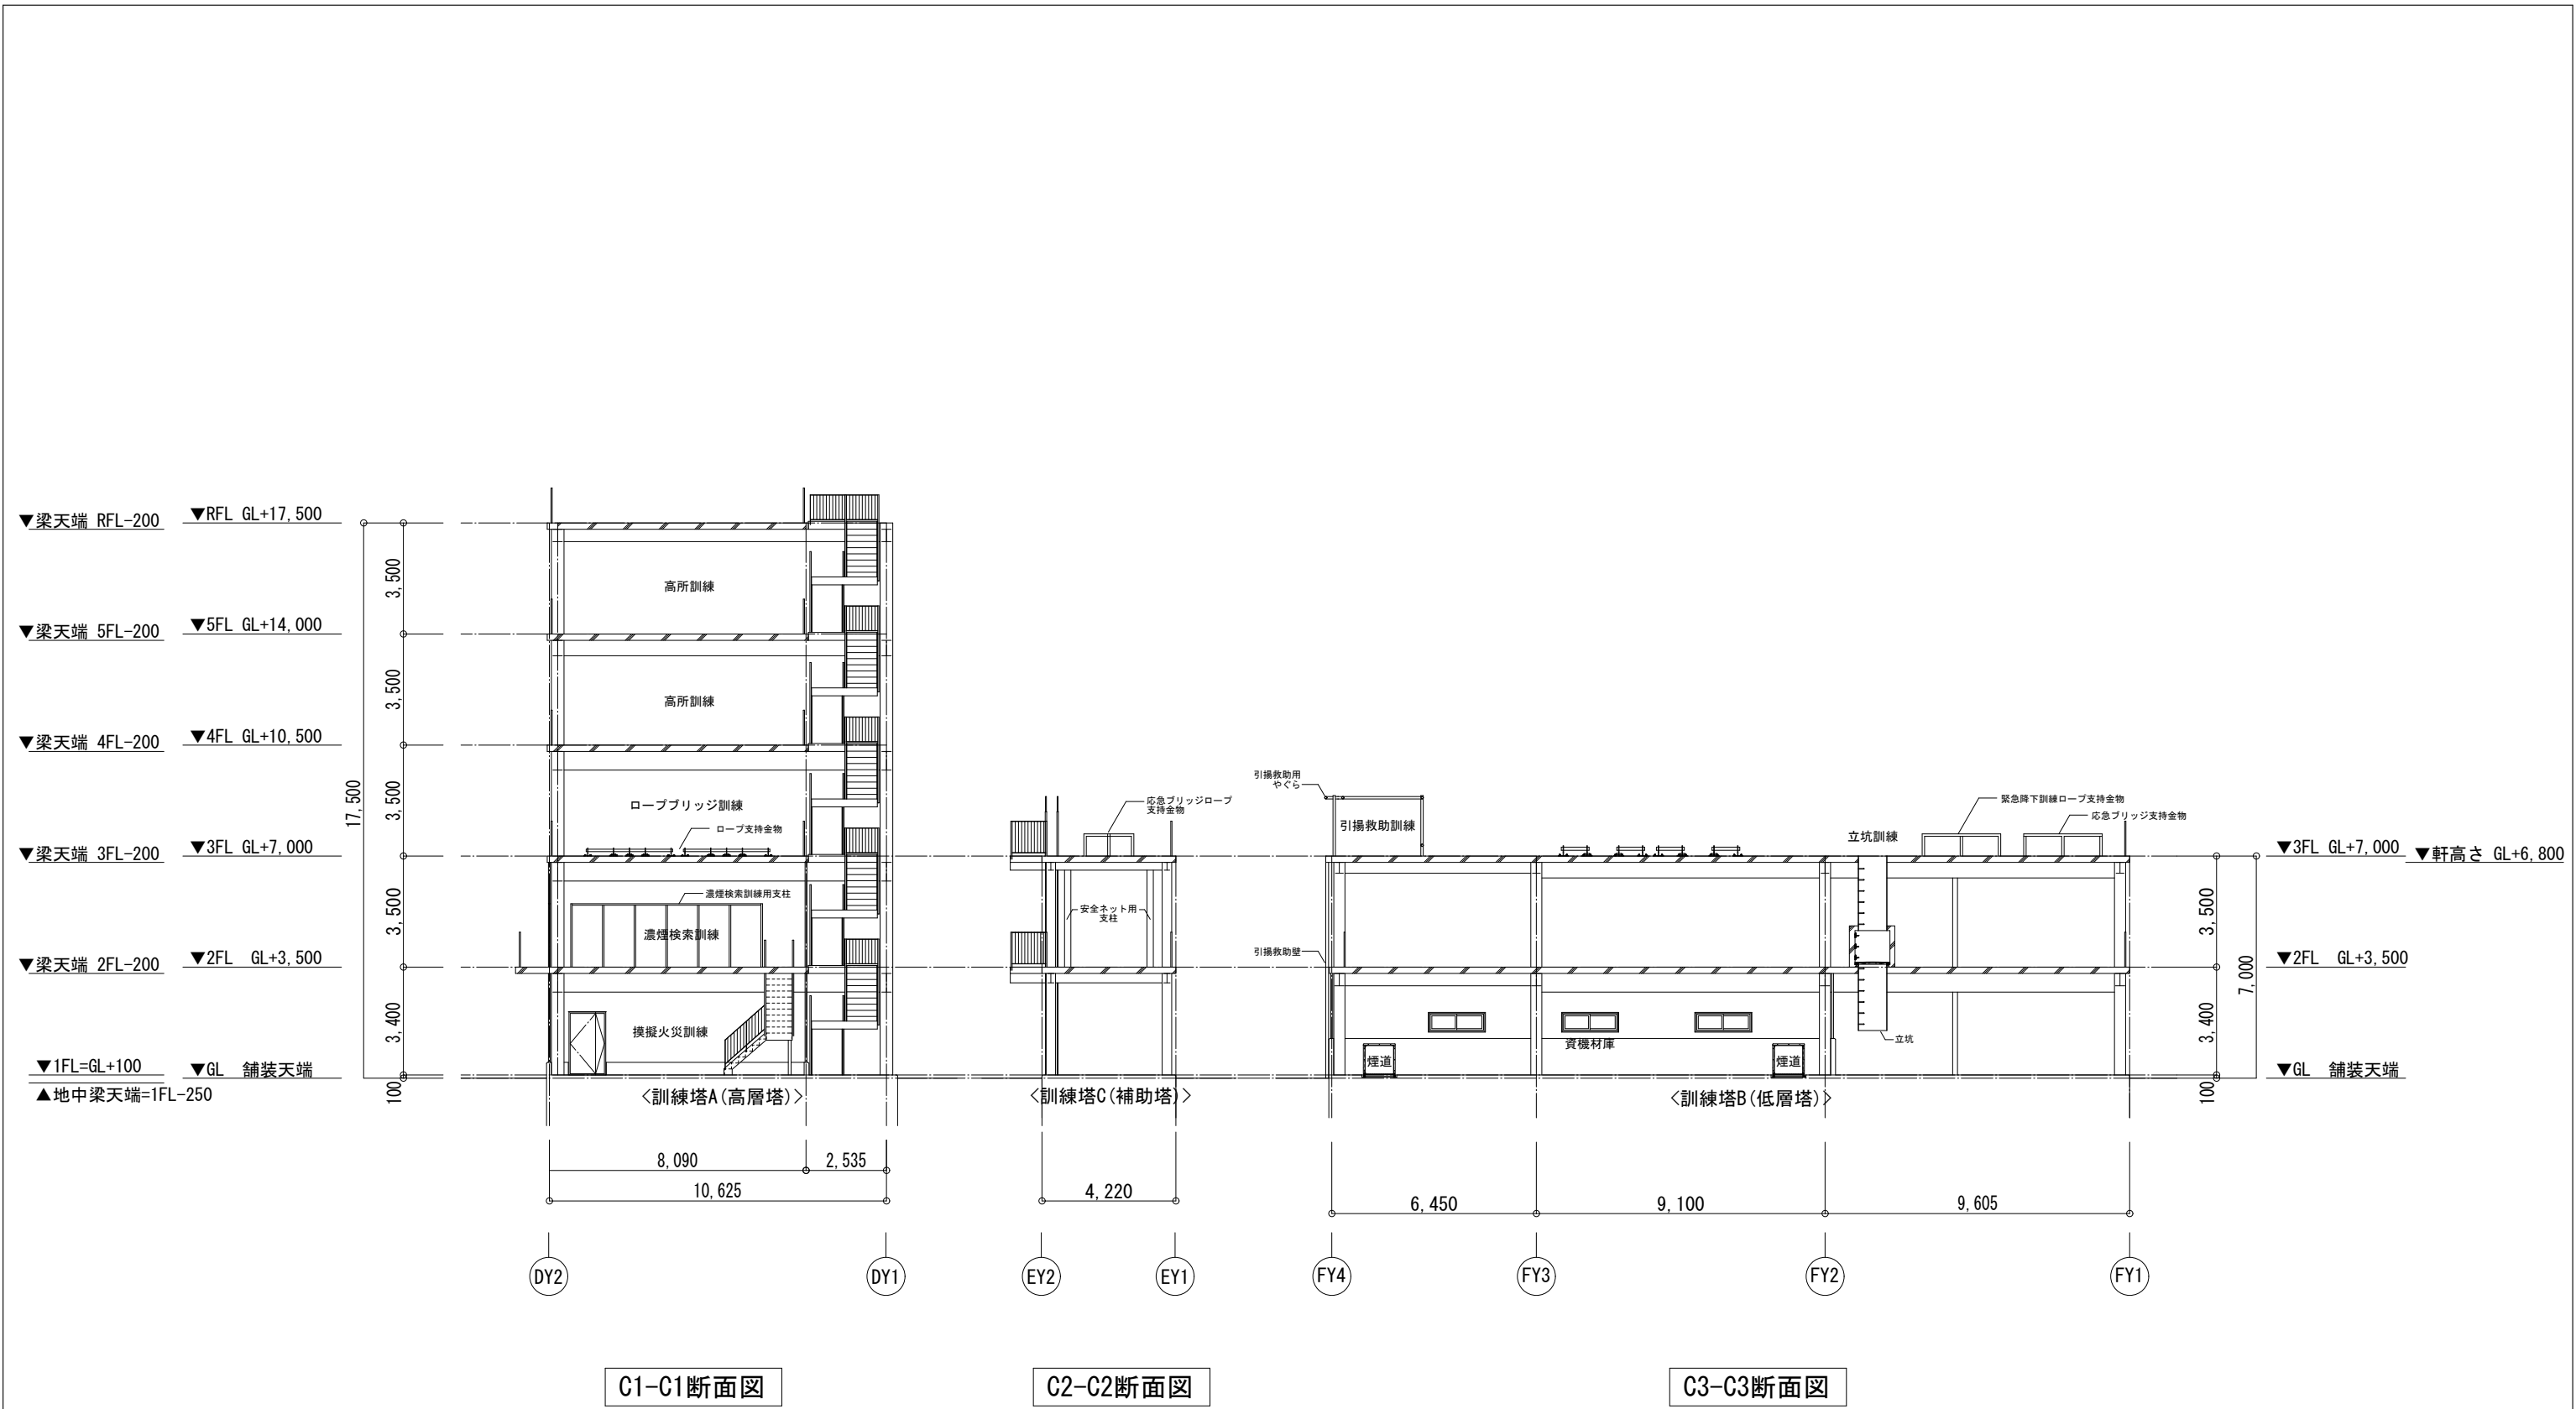 ▼梁天端 RFL-200
▼RFL GL+17,500
▼梁天端 5FL-200
▼5FL GL+14,000
▼梁天端 4FL-200
▼4FL GL+10,500
▼梁天端 3FL-200
▼3FL GL+7,000
▼梁天端 2FL-200
▼2FL GL+3,500
▼1FL=GL+100
▲地中梁天端=1FL-250
▼GL 舗装天端
17,500
3,500
3,500
3,500
3,500
3,400
100
高所訓練
高所訓練
ロープブリッジ訓練
ロープ支持金物
濃煙検索訓練用支柱
濃煙検索訓練
摸擬火災訓練
<訓練塔A(高層塔)>
8,090
2,535
10,625
DY2
DY1
C1-C1断面図
応急ブリッジロープ
支持金物
安全ネット用
支柱
<訓練塔C(補助塔)>
4,220
EY2
EY1
C2-C2断面図
引揚救助用
やぐら
引揚救助訓練
引揚救助壁
立坑訓練
緊急降下訓練ロープ支持金物
応急ブリッジ支持金物
資機材庫
煙道
煙道
立坑
<訓練塔B(低層塔)>
6,450
9,100
9,605
FY4
FY3
FY2
FY1
C3-C3断面図
3,500
3,400
100
7,000
▼3FL GL+7,000
▼軒高さ GL+6,800
▼2FL GL+3,500
▼GL 舗装天端